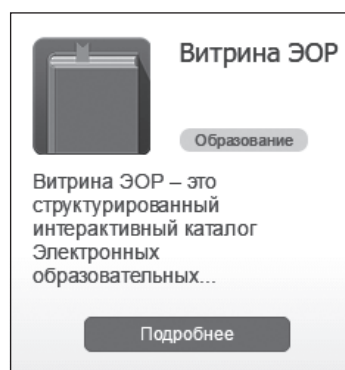 Витрина ЭОР
Образование
Витрина ЭОР – это
структурированный
интерактивный каталог
Электронных
образовательных...
Подробнее